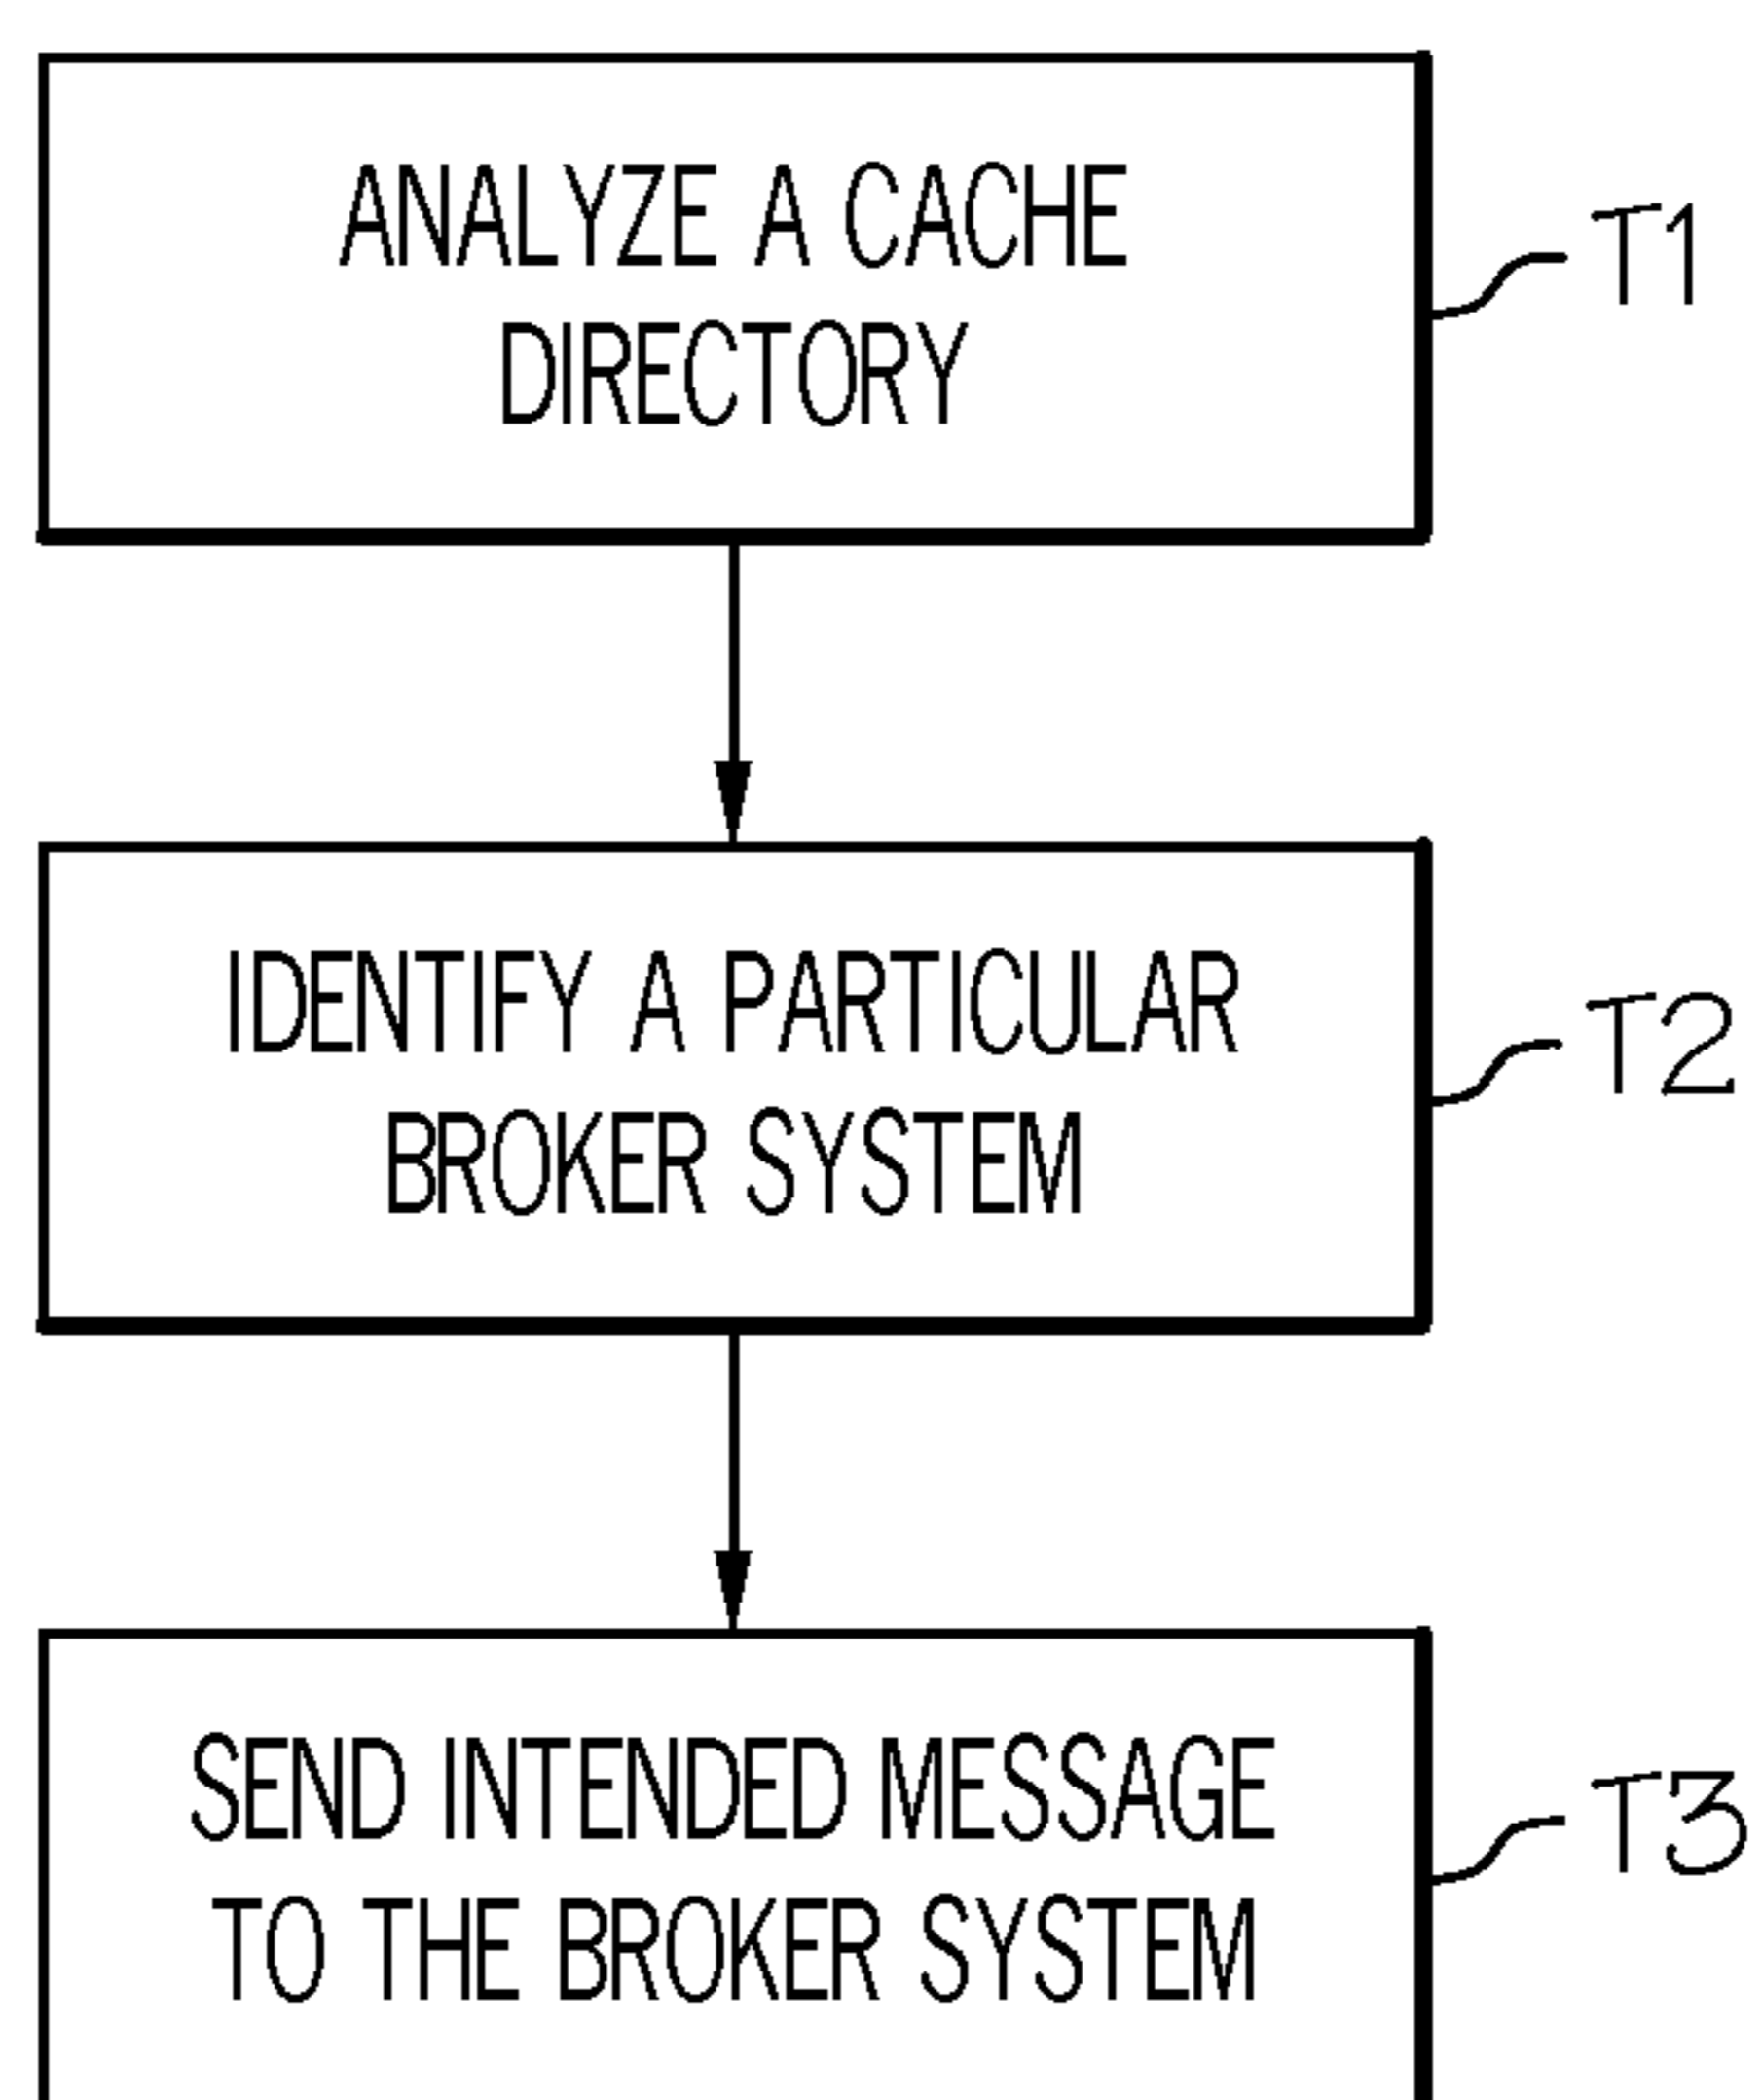 ANALYZE A CACHE
DIRECTORY
T1
IDENTIFY A PARTICULAR
BROKER SYSTEM
T2
SEND INTENDED MESSAGE
TO THE BROKER SYSTEM
T3